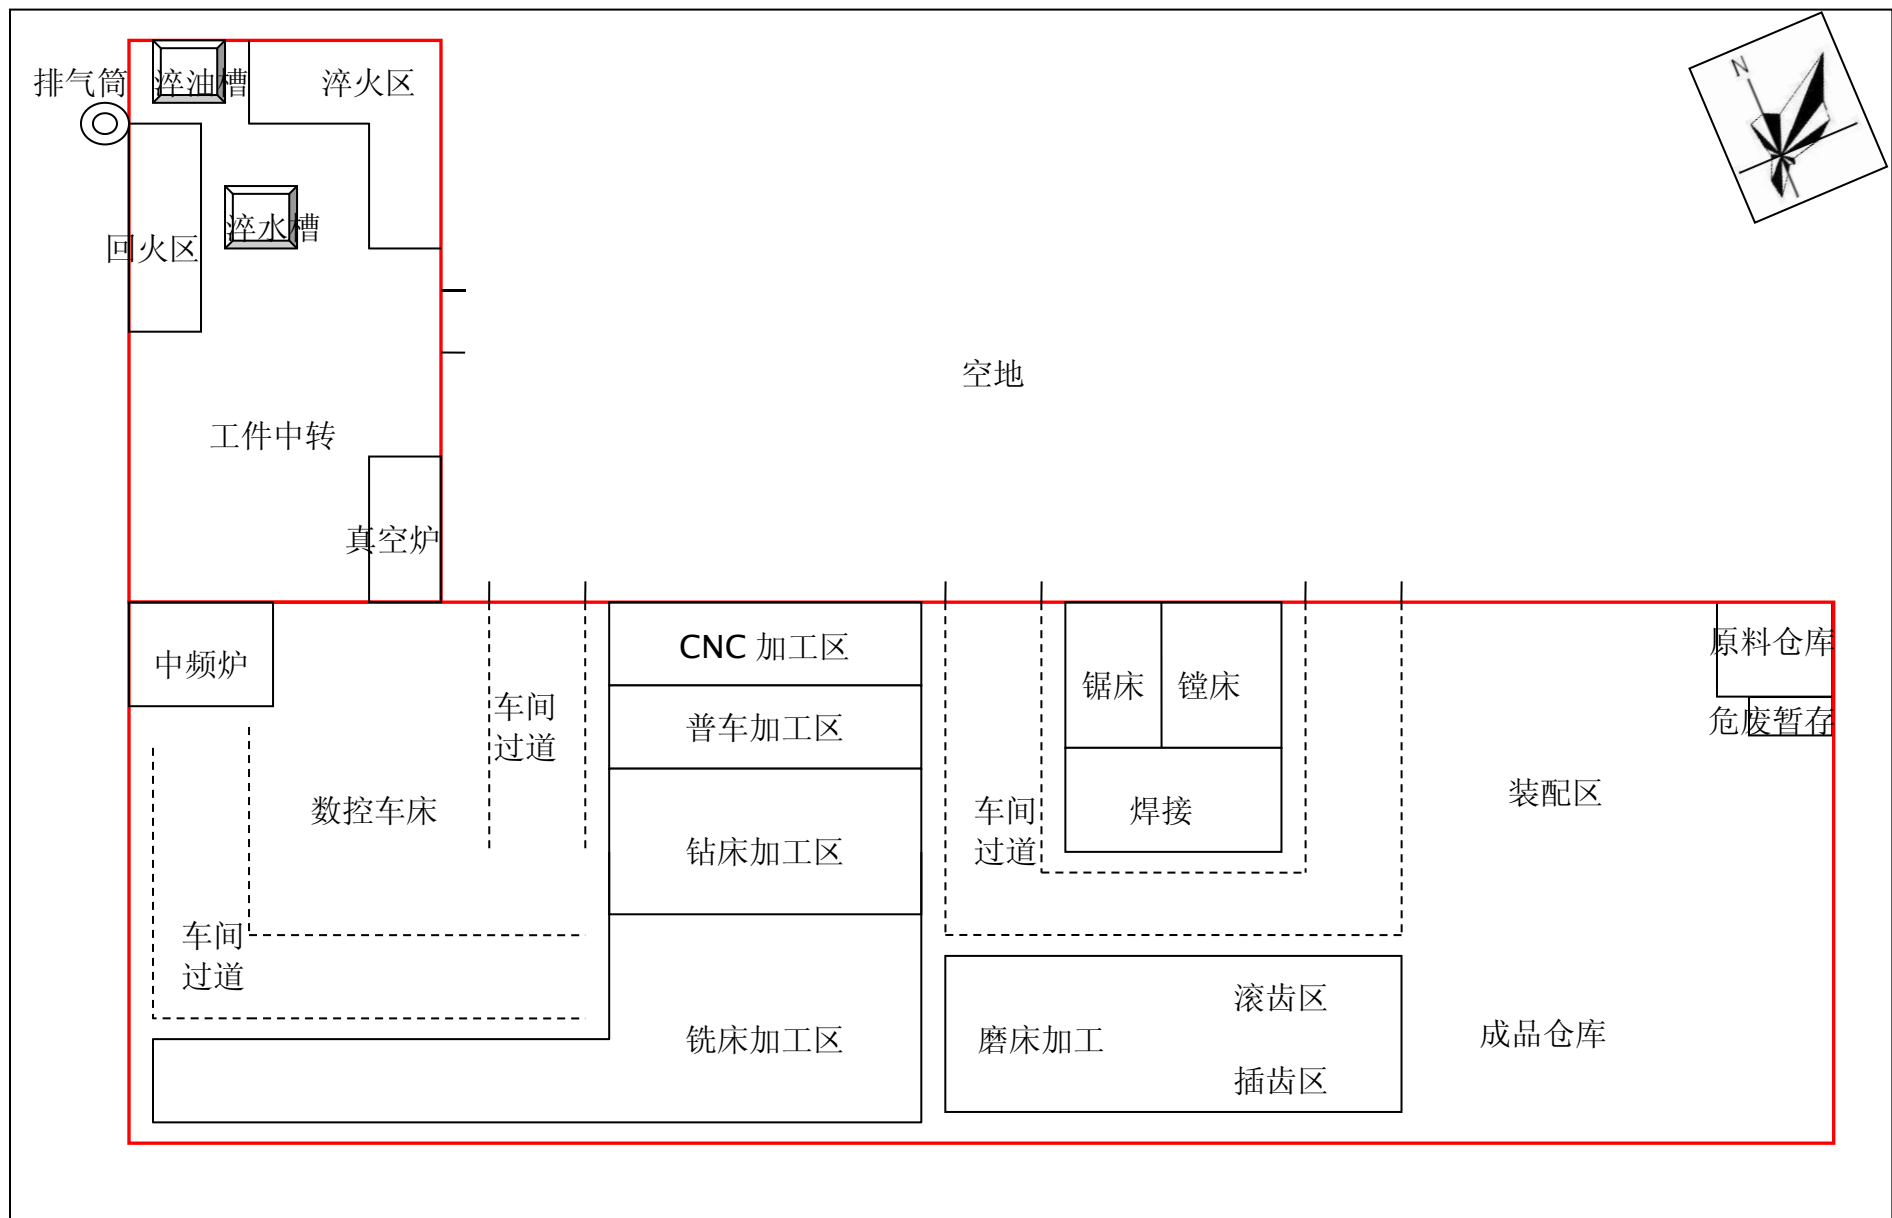 N
排气筒
淬油槽
淬火区
淬水槽
回火区
空地
工件中转
真空炉
CNC 加工区
原料仓库
中频炉
锯床
镗床
车间
过道
普车加工区
危废暂存
装配区
数控车床
车间
过道
焊接
钻床加工区
车间
过道
滚齿区
铣床加工区
磨床加工
成品仓库
插齿区